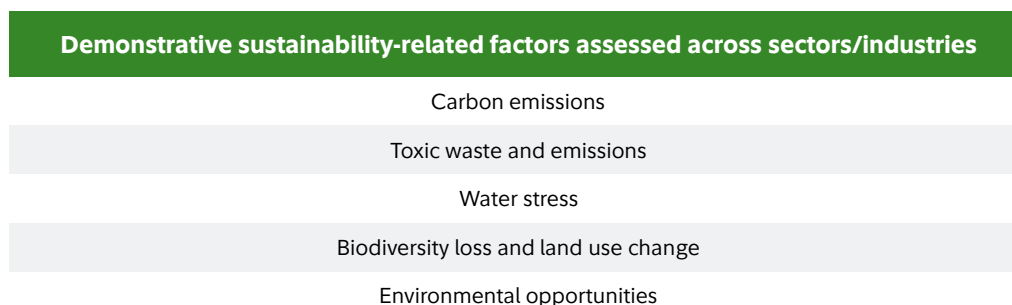 Demonstrative sustainability-related factors assessed across sectors/industries
Carbon emissions
Toxic waste and emissions
Water stress
Biodiversity loss and land use change
Environmental opportunities